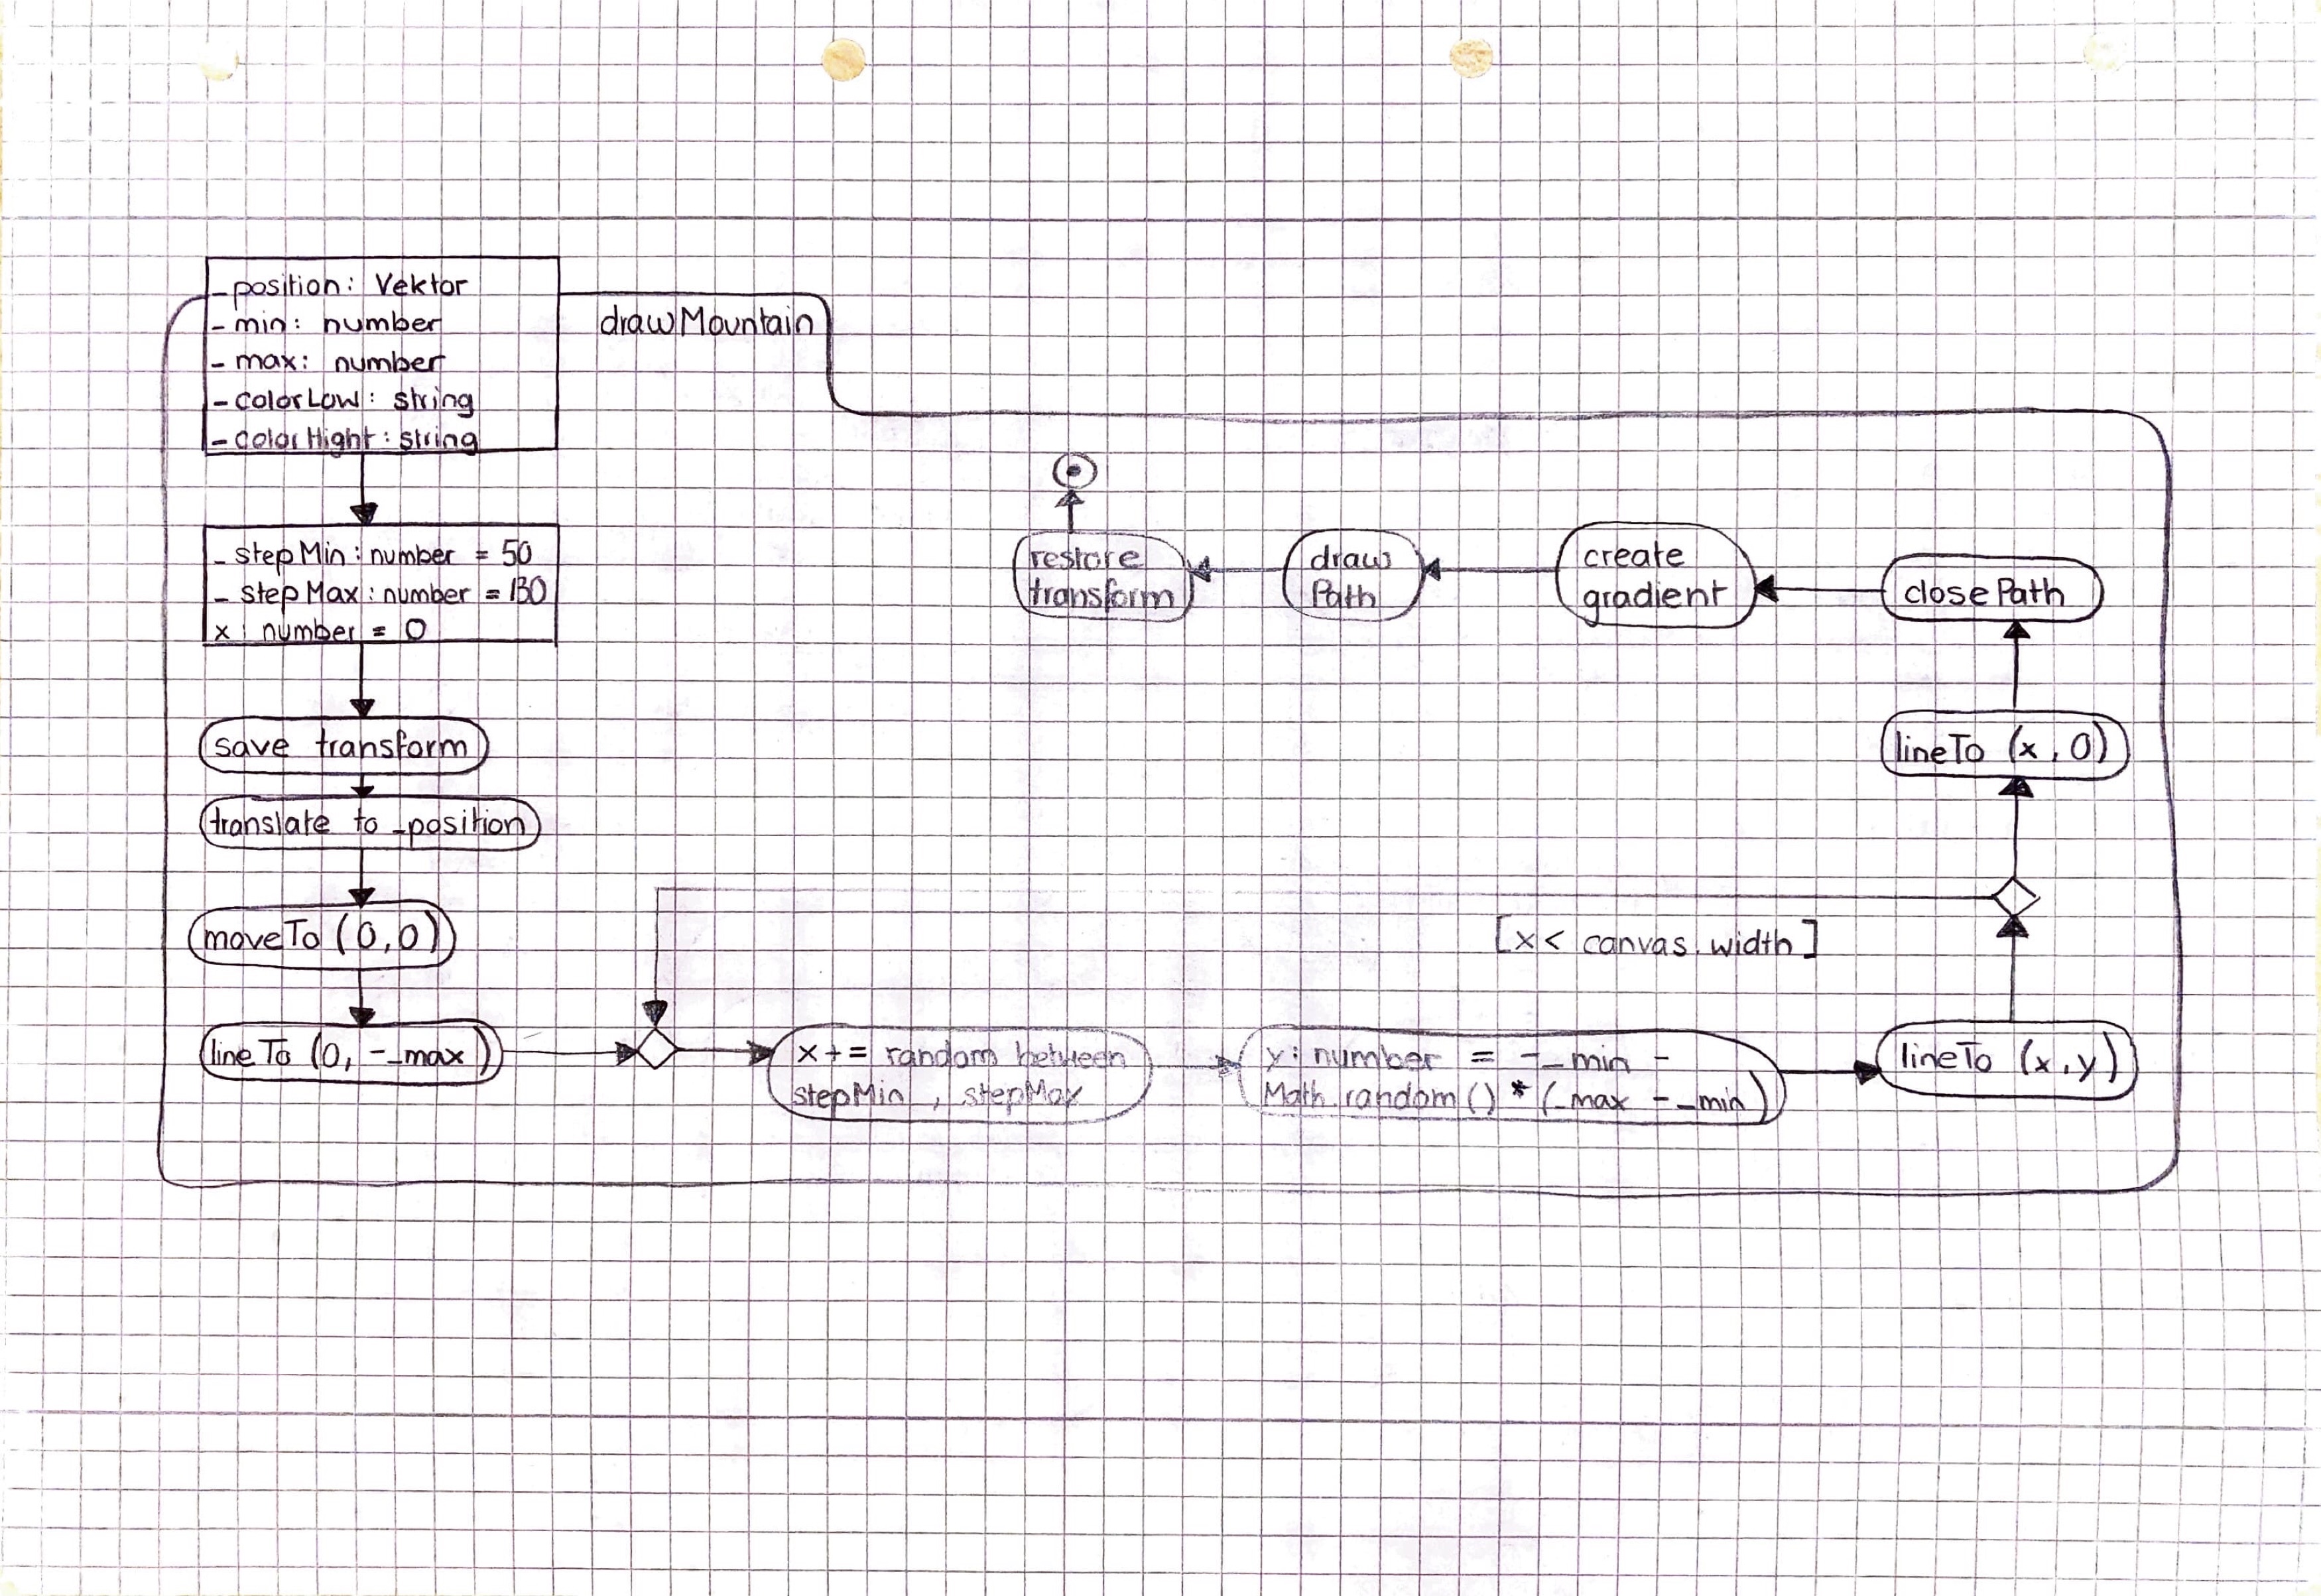 _position: Vektor
_min: number
_max: number
_colorLow: string
_colorHight: string
drawMountain
_stepMin: number = 50
_stepMax: number = 130
x: number = 0
save transform
translate to _position
moveTo (0,0)
lineTo (0, -_max)
x += random between
stepMin , stepMax
y: number = -_min -
Math.random() * (_max - _min)
lineTo (x,y)
[x < canvas.width]
lineTo (x, 0)
closePath
create
gradient
draw
Path
restore
transform